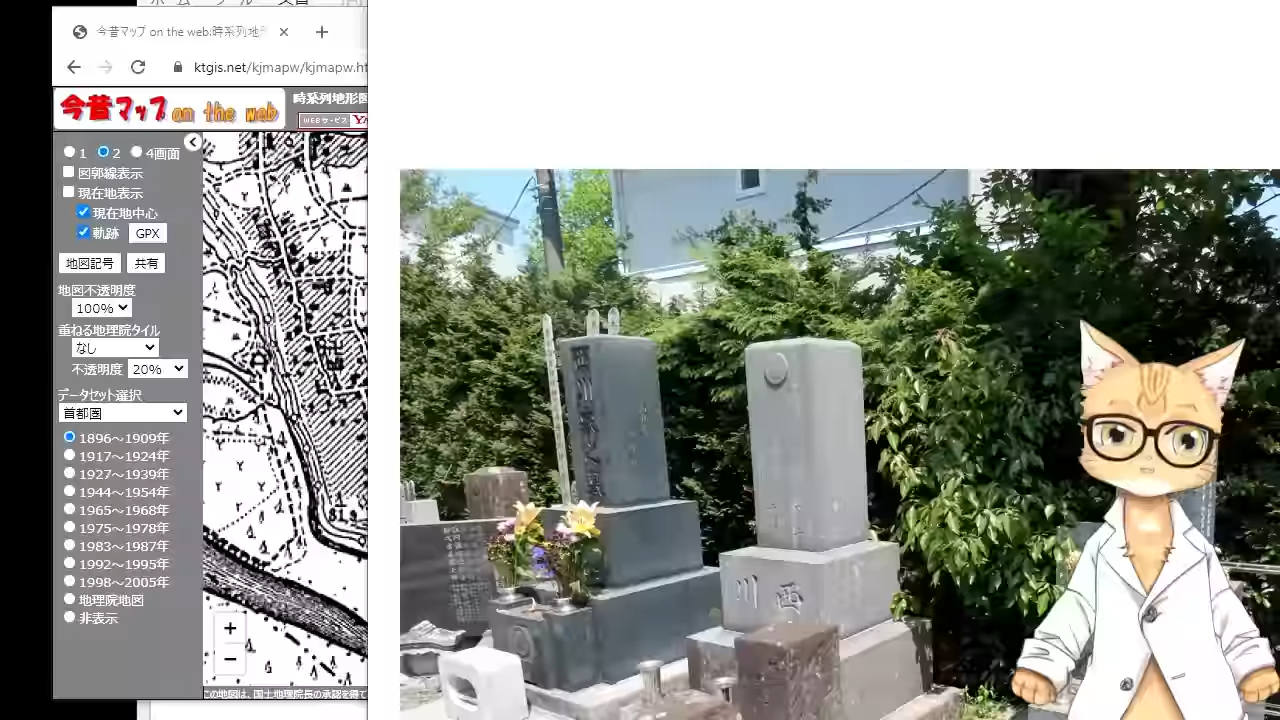 今昔マップ on the web:時系列地
ktgis.net/kjmapw/kjmapw.ht
今昔マップ on the web
時系列地形図
WEBサービス
1 2 4画面
図郭線表示
現在地表示
現在地中心
軌跡 GPX
地図記号 共有
地図不透明度
100%
重ねる地理院タイル
なし
不透明度 20%
データセット選択
首都圏
1896～1909年
1917～1924年
1927～1939年
1944～1954年
1965～1968年
1975～1978年
1983～1987年
1992～1995年
1998～2005年
地理院地図
非表示
+
−
この地図は、国土地理院長の承認を得て
川西